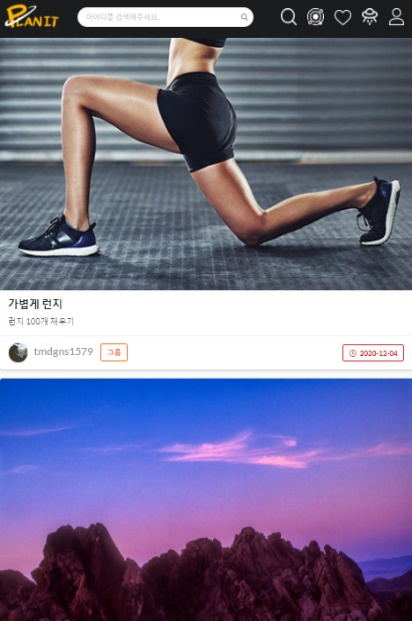 PLANIT
아이디를 검색해주세요.
가볍게 런지
런지 100개 채우기
tmdgns1579 그룹 2020-12-04